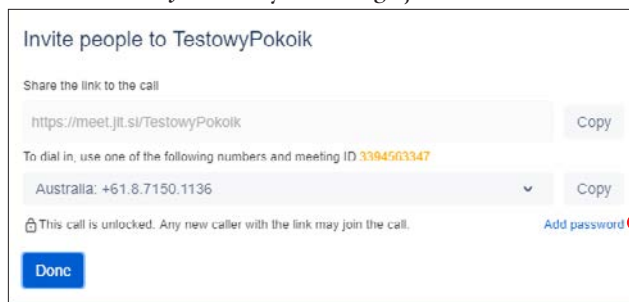 Invite people to TestowyPokoik
Share the link to the call
https://meet.jit.si/TestowyPokoik
Copy
To dial in, use one of the following numbers and meeting ID 3394503347
Australia: +61.8.7150.1136
Copy
This call is unlocked. Any new caller with the link may join the call.
Add password
Done